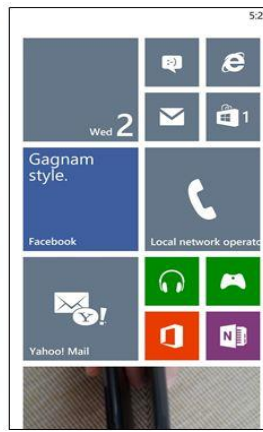 5:2
:-)
Wed 2
1
Gagnam
style.
Facebook
Local network operato
Y!
Yahoo! Mail
N